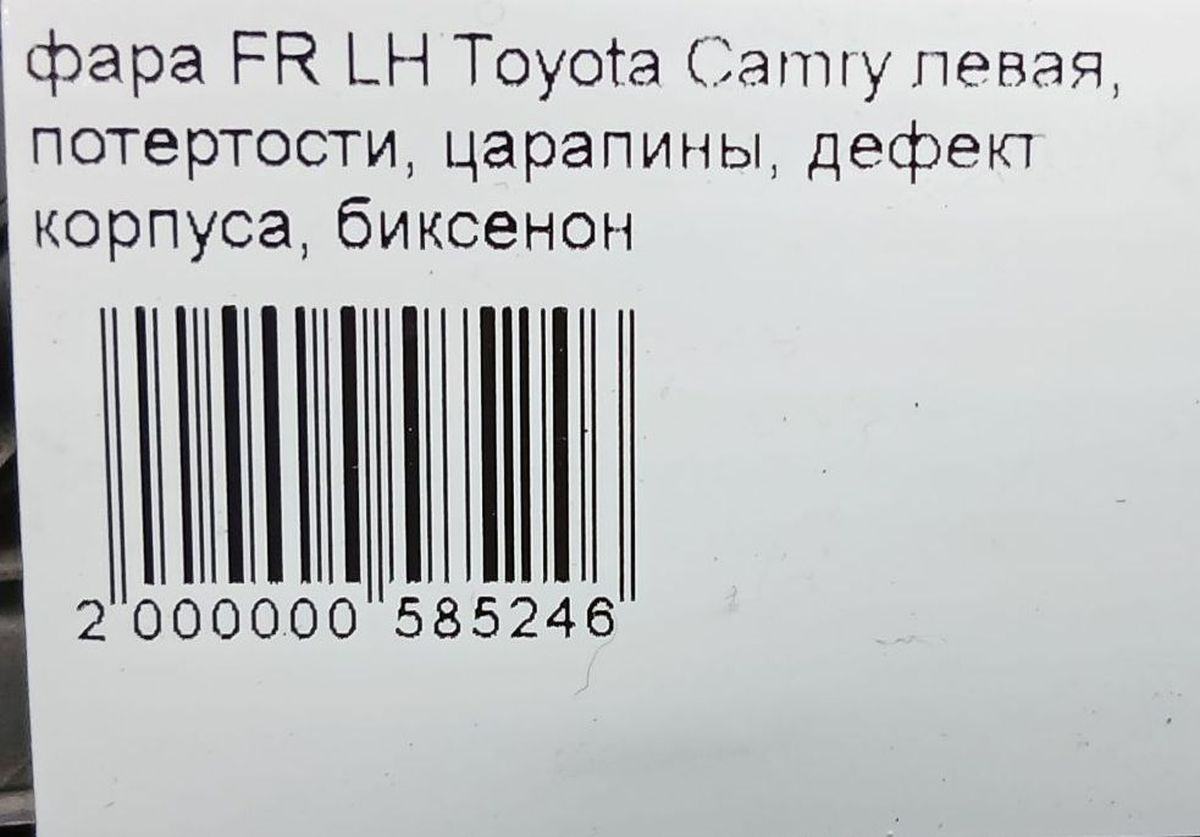 фара FR LH Toyota Camry левая,
потертости, царапины, дефект
корпуса, биксенон
2 000000 585246